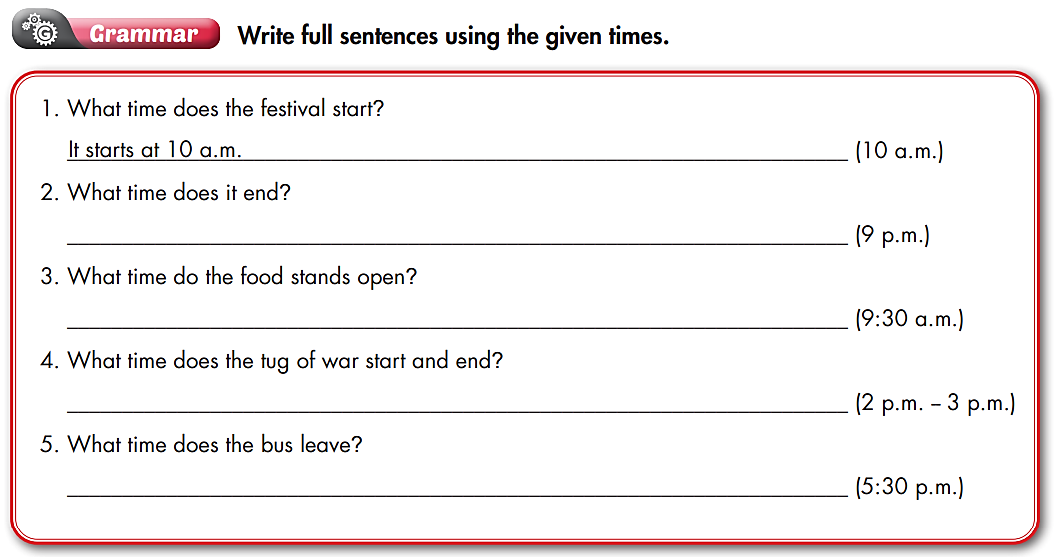 G Grammar Write full sentences using the given times.
1. What time does the festival start?
It starts at 10 a.m. (10 a.m.)
2. What time does it end?
(9 p.m.)
3. What time do the food stands open?
(9:30 a.m.)
4. What time does the tug of war start and end?
(2 p.m. – 3 p.m.)
5. What time does the bus leave?
(5:30 p.m.)